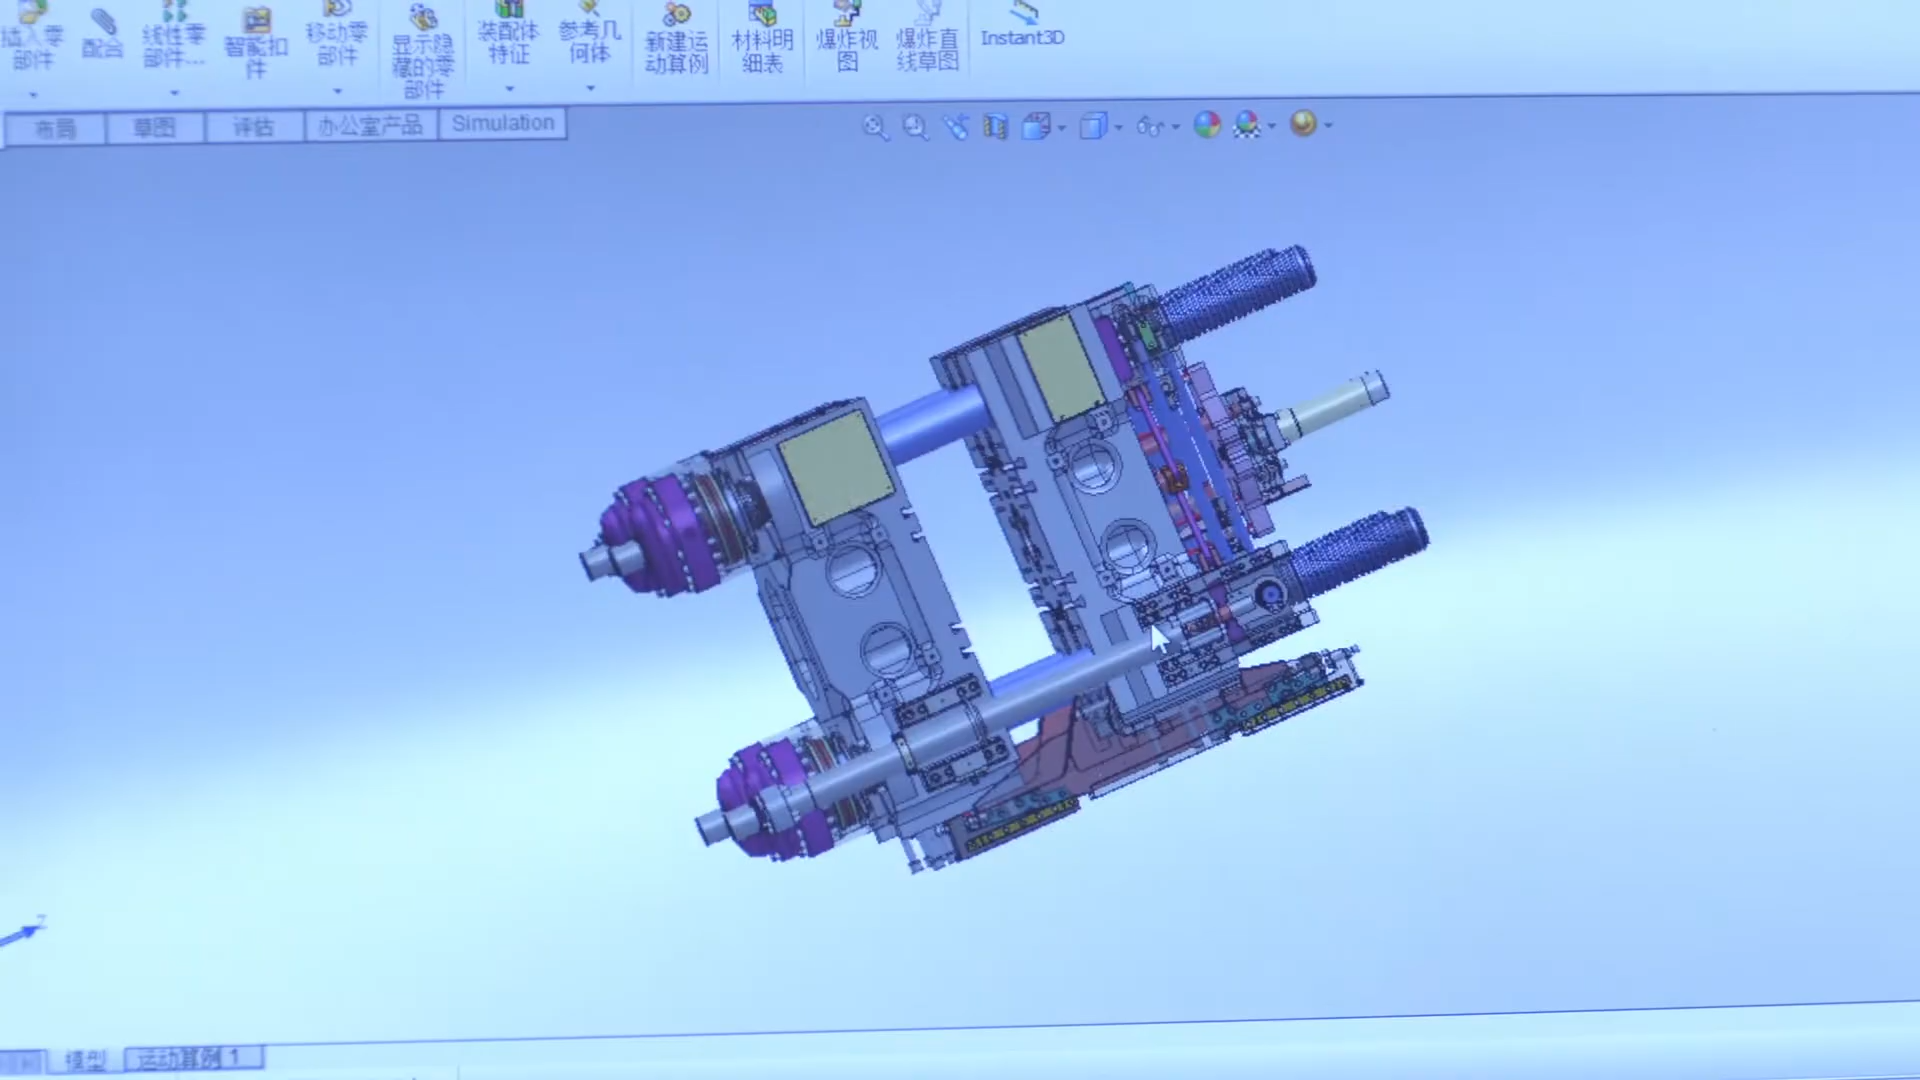 插入零
部件
配合
线性零
部件...
智能扣
件
移动零
部件
显示隐
藏的零
部件
装配体
特征
参考几
何体
新建运
动算例
材料明
细表
爆炸视
图
爆炸直
线草图
Instant3D
布局
草图
评估
办公室产品
Simulation
Z
模型
运动算例 1